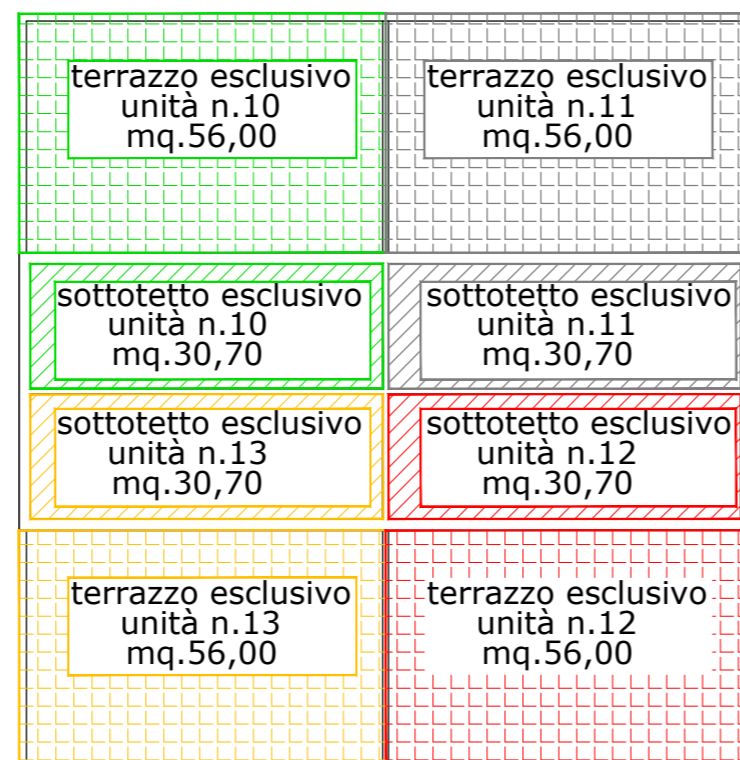 terrazzo esclusivo
unità n.10
mq.56,00
terrazzo esclusivo
unità n.11
mq.56,00
sottotetto esclusivo
unità n.10
mq.30,70
sottotetto esclusivo
unità n.11
mq.30,70
sottotetto esclusivo
unità n.13
mq.30,70
sottotetto esclusivo
unità n.12
mq.30,70
terrazzo esclusivo
unità n.13
mq.56,00
terrazzo esclusivo
unità n.12
mq.56,00